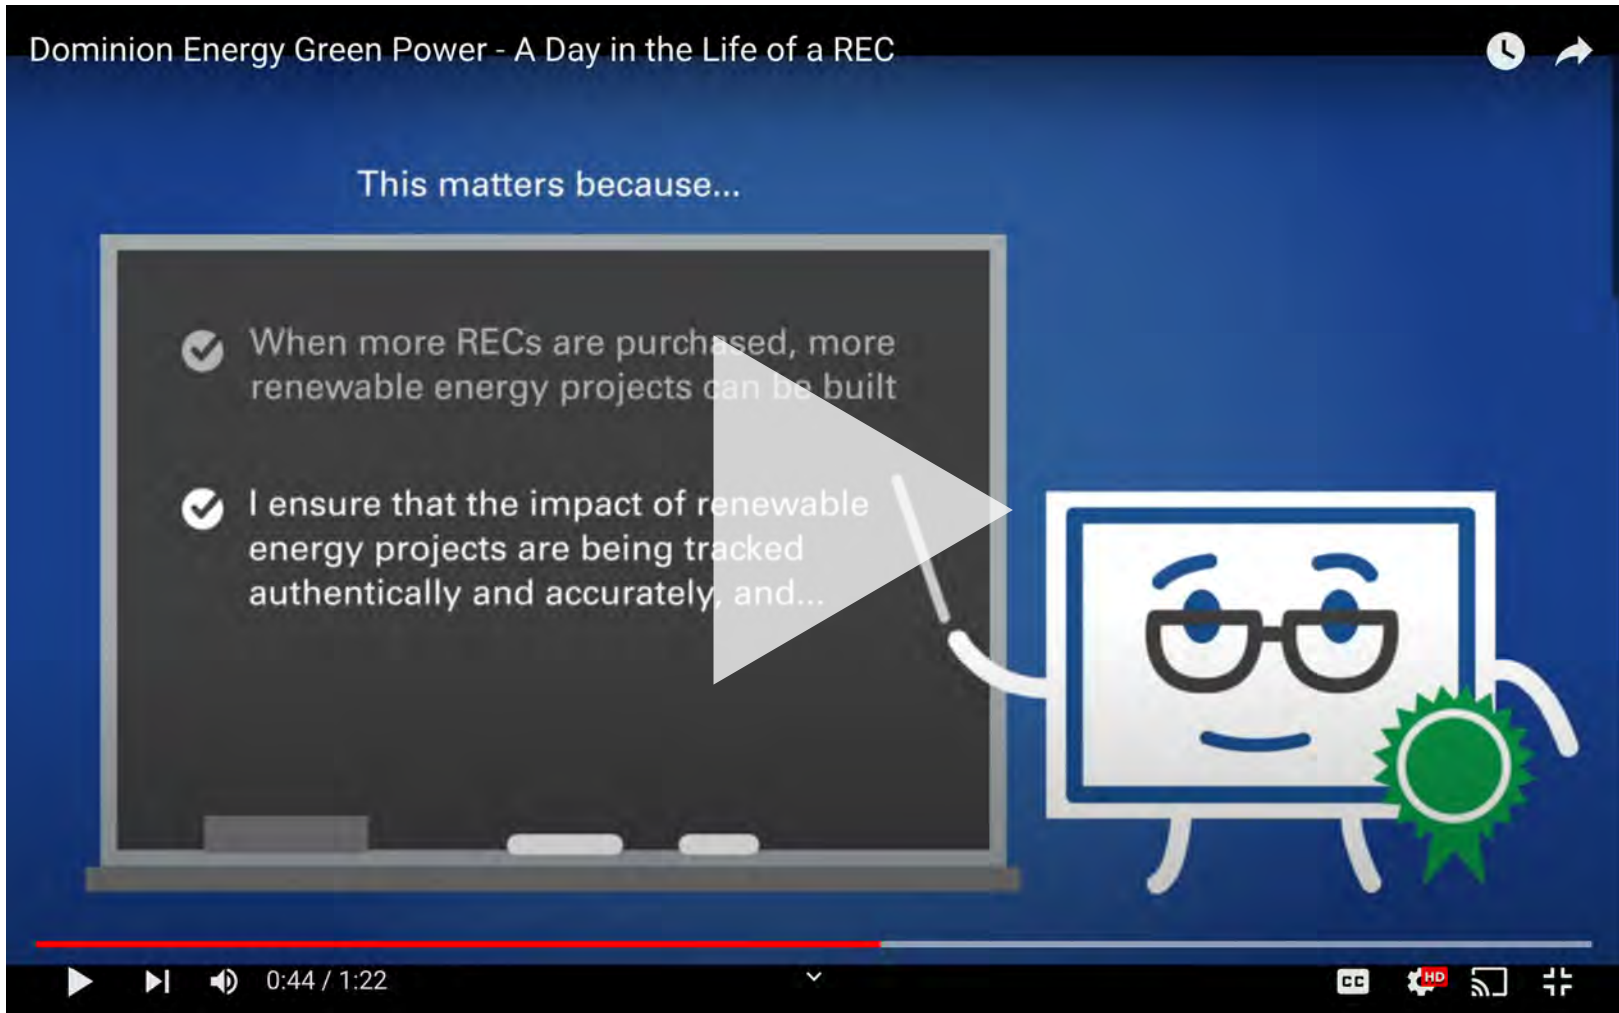 Dominion Energy Green Power - A Day in the Life of a REC
This matters because...
When more RECs are purchased, more
renewable energy projects can be built
I ensure that the impact of renewable
energy projects are being tracked
authentically and accurately, and...
0:44 / 1:22
CC
HD